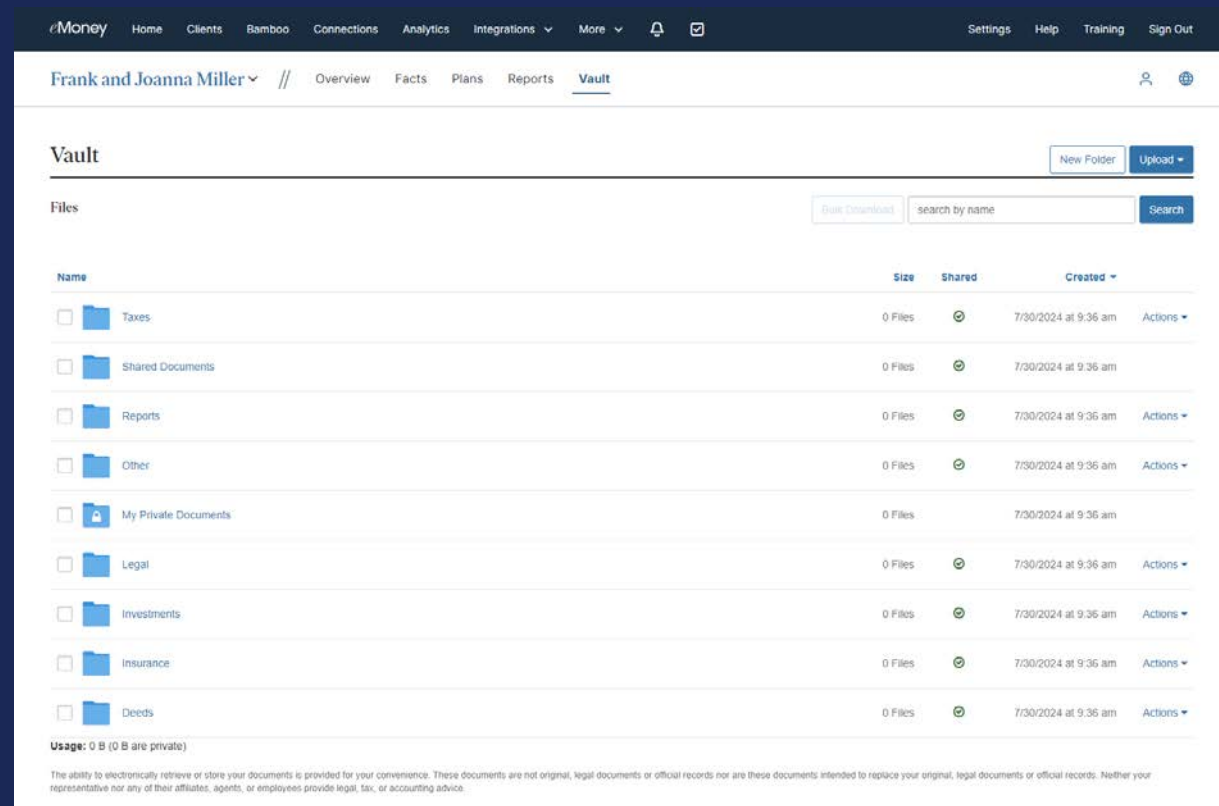 eMoney Home Clients Bamboo Connections Analytics Integrations More Settings Help Training Sign Out
Frank and Joanna Miller // Overview Facts Plans Reports Vault
Vault
New Folder Upload
Files
Bulk Download search by name Search
Name Size Shared Created
Taxes 0 Files 7/30/2024 at 9:36 am Actions
Shared Documents 0 Files 7/30/2024 at 9:36 am
Reports 0 Files 7/30/2024 at 9:36 am Actions
Other 0 Files 7/30/2024 at 9:36 am Actions
My Private Documents 0 Files 7/30/2024 at 9:36 am
Legal 0 Files 7/30/2024 at 9:36 am Actions
Investments 0 Files 7/30/2024 at 9:36 am Actions
Insurance 0 Files 7/30/2024 at 9:36 am Actions
Deeds 0 Files 7/30/2024 at 9:36 am Actions
Usage: 0 B (0 B are private)
The ability to electronically retrieve or store your documents is provided for your convenience. These documents are not original, legal documents or official records nor are these documents intended to replace your original, legal documents or official records. Neither your
representative nor any of their affiliates, agents, or employees provide legal, tax, or accounting advice.